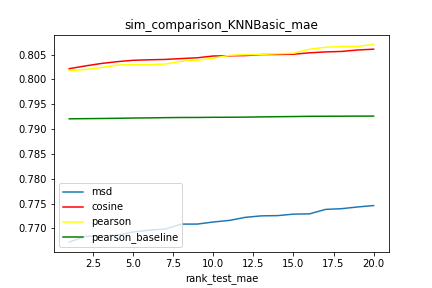 sim_comparison_KNNBasic_mae
0.805
0.800
0.795
0.790
0.785
0.780
0.775
0.770
msd
cosine
pearson
pearson_baseline
2.5 5.0 7.5 10.0 12.5 15.0 17.5 20.0
rank_test_mae